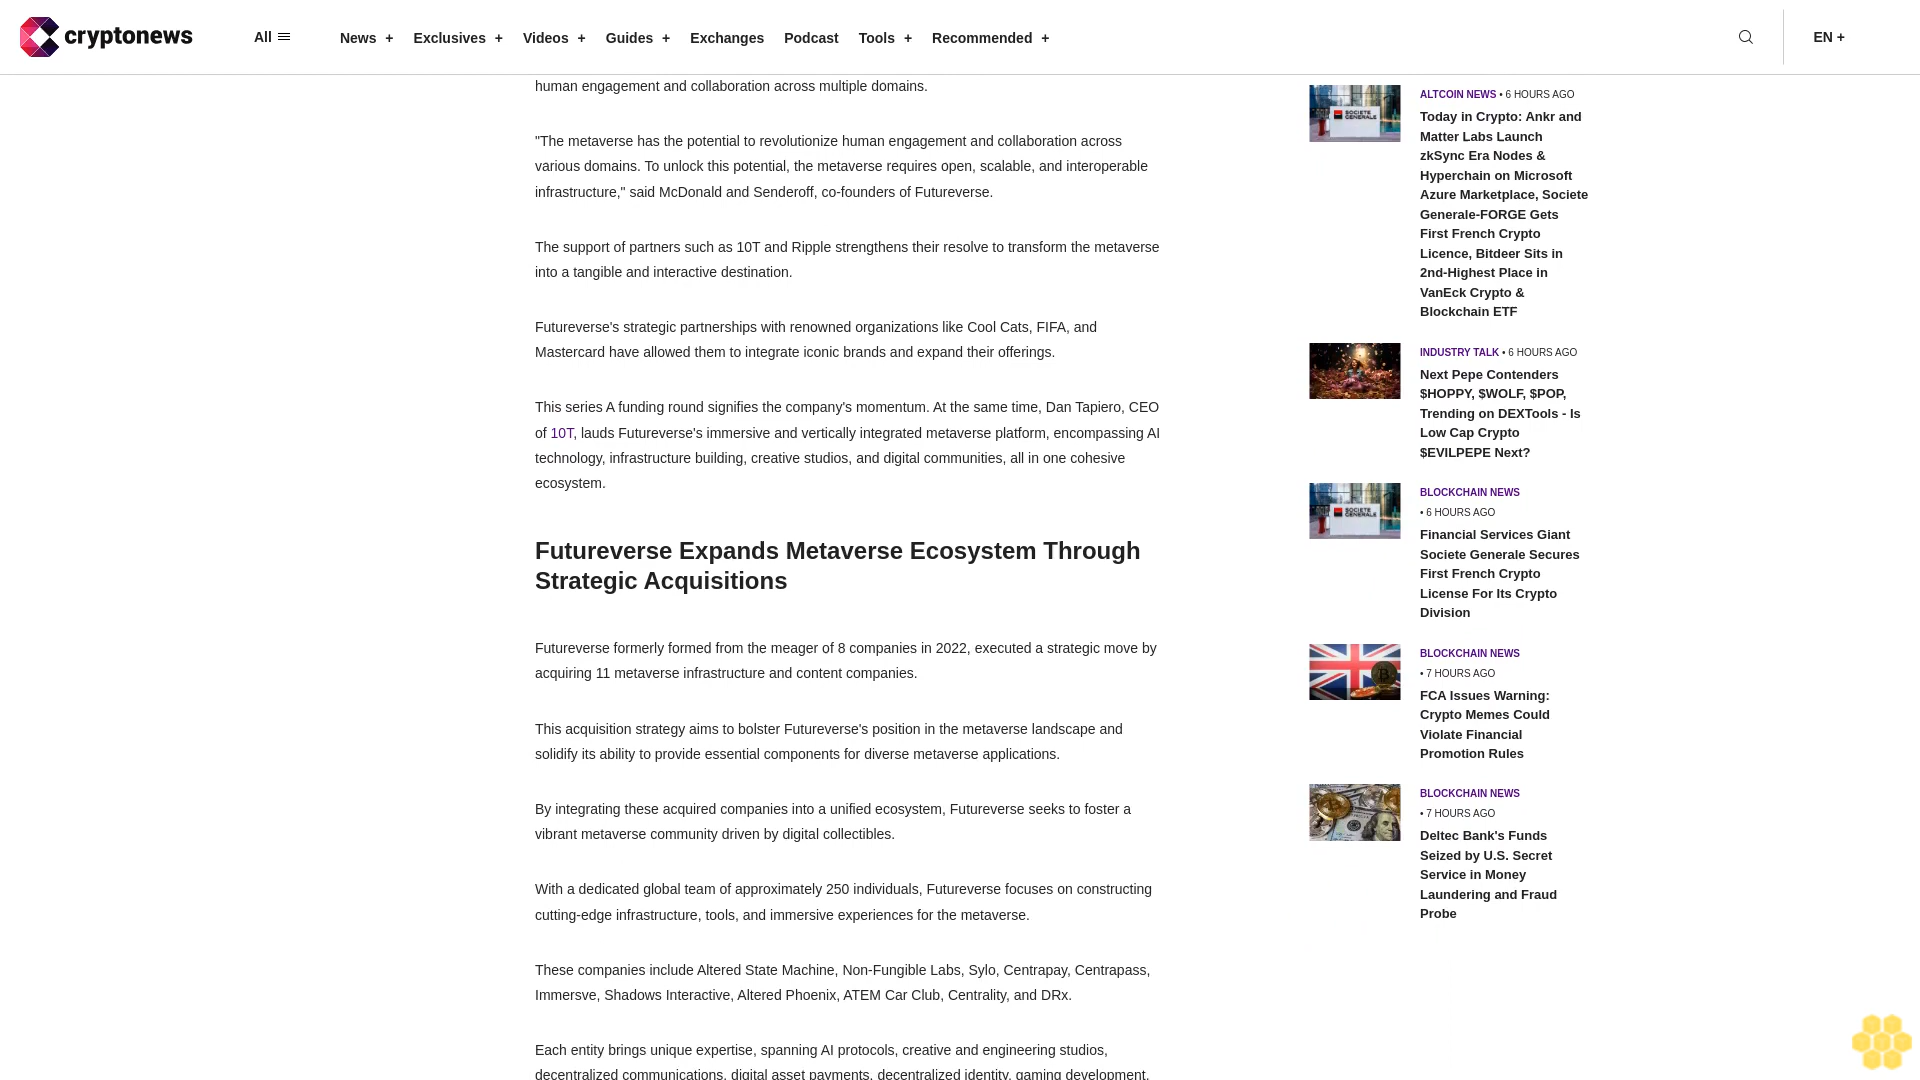 cryptonews
All
News +
Exclusives +
Videos +
Guides +
Exchanges
Podcast
Tools +
Recommended +
EN +
human engagement and collaboration across multiple domains.
"The metaverse has the potential to revolutionize human engagement and collaboration across
various domains. To unlock this potential, the metaverse requires open, scalable, and interoperable
infrastructure," said McDonald and Senderoff, co-founders of Futureverse.
The support of partners such as 10T and Ripple strengthens their resolve to transform the metaverse
into a tangible and interactive destination.
Futureverse's strategic partnerships with renowned organizations like Cool Cats, FIFA, and
Mastercard have allowed them to integrate iconic brands and expand their offerings.
This series A funding round signifies the company's momentum. At the same time, Dan Tapiero, CEO
of 10T, lauds Futureverse's immersive and vertically integrated metaverse platform, encompassing AI
technology, infrastructure building, creative studios, and digital communities, all in one cohesive
ecosystem.
Futureverse Expands Metaverse Ecosystem Through
Strategic Acquisitions
Futureverse formerly formed from the meager of 8 companies in 2022, executed a strategic move by
acquiring 11 metaverse infrastructure and content companies.
This acquisition strategy aims to bolster Futureverse's position in the metaverse landscape and
solidify its ability to provide essential components for diverse metaverse applications.
By integrating these acquired companies into a unified ecosystem, Futureverse seeks to foster a
vibrant metaverse community driven by digital collectibles.
With a dedicated global team of approximately 250 individuals, Futureverse focuses on constructing
cutting-edge infrastructure, tools, and immersive experiences for the metaverse.
These companies include Altered State Machine, Non-Fungible Labs, Sylo, Centrapay, Centrapass,
Immersve, Shadows Interactive, Altered Phoenix, ATEM Car Club, Centrality, and DRx.
Each entity brings unique expertise, spanning AI protocols, creative and engineering studios,
decentralized communications, digital asset payments, decentralized identity, gaming development,
SOCIETE
GENERALE
ALTCOIN NEWS • 6 HOURS AGO
Today in Crypto: Ankr and
Matter Labs Launch
zkSync Era Nodes &
Hyperchain on Microsoft
Azure Marketplace, Societe
Generale-FORGE Gets
First French Crypto
Licence, Bitdeer Sits in
2nd-Highest Place in
VanEck Crypto &
Blockchain ETF
INDUSTRY TALK • 6 HOURS AGO
Next Pepe Contenders
$HOPPY, $WOLF, $POP,
Trending on DEXTools - Is
Low Cap Crypto
$EVILPEPE Next?
SOCIETE
GENERALE
BLOCKCHAIN NEWS
• 6 HOURS AGO
Financial Services Giant
Societe Generale Secures
First French Crypto
License For Its Crypto
Division
BLOCKCHAIN NEWS
• 7 HOURS AGO
FCA Issues Warning:
Crypto Memes Could
Violate Financial
Promotion Rules
BLOCKCHAIN NEWS
• 7 HOURS AGO
Deltec Bank's Funds
Seized by U.S. Secret
Service in Money
Laundering and Fraud
Probe